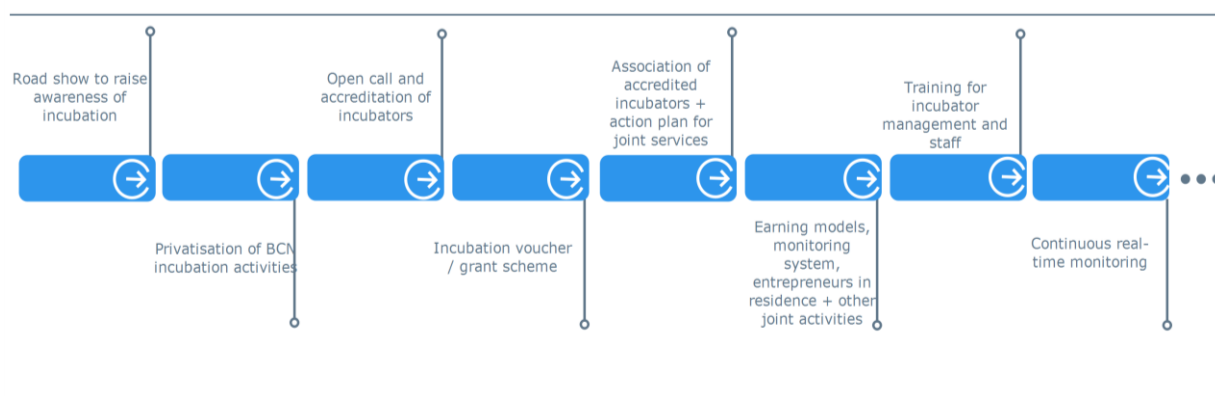 Road show to raise
awareness of
incubation
Privatisation of BCN
incubation activities
Open call and
accreditation of
incubators
Incubation voucher
/ grant scheme
Association of
accredited
incubators +
action plan for
joint services
Earning models,
monitoring
system,
entrepreneurs in
residence + other
joint activities
Training for
incubator
management and
staff
Continuous real-
time monitoring